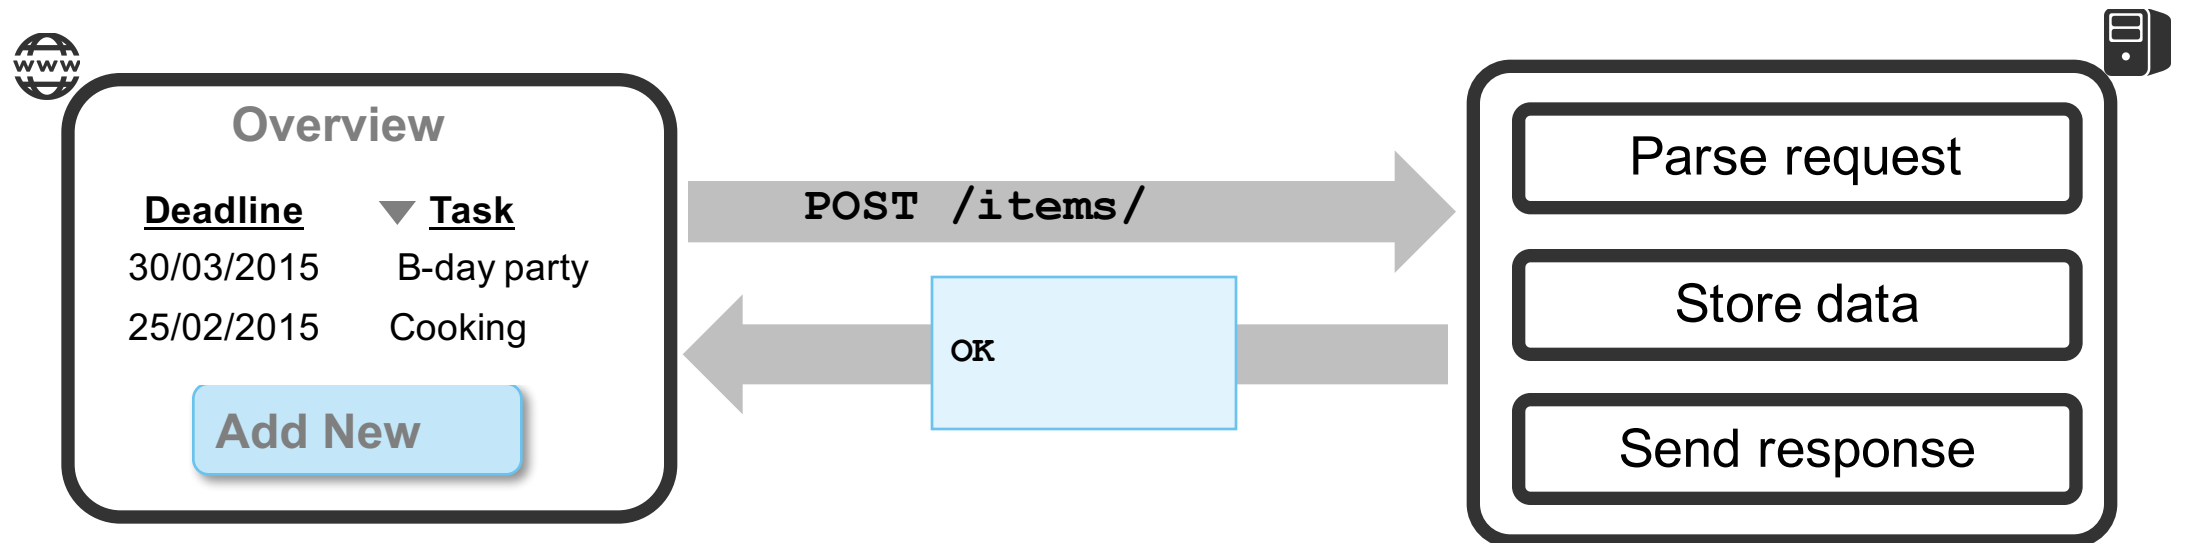 www
Overview
Deadline Task
30/03/2015 B-day party
25/02/2015 Cooking
Add New
POST /items/
OK
Parse request
Store data
Send response